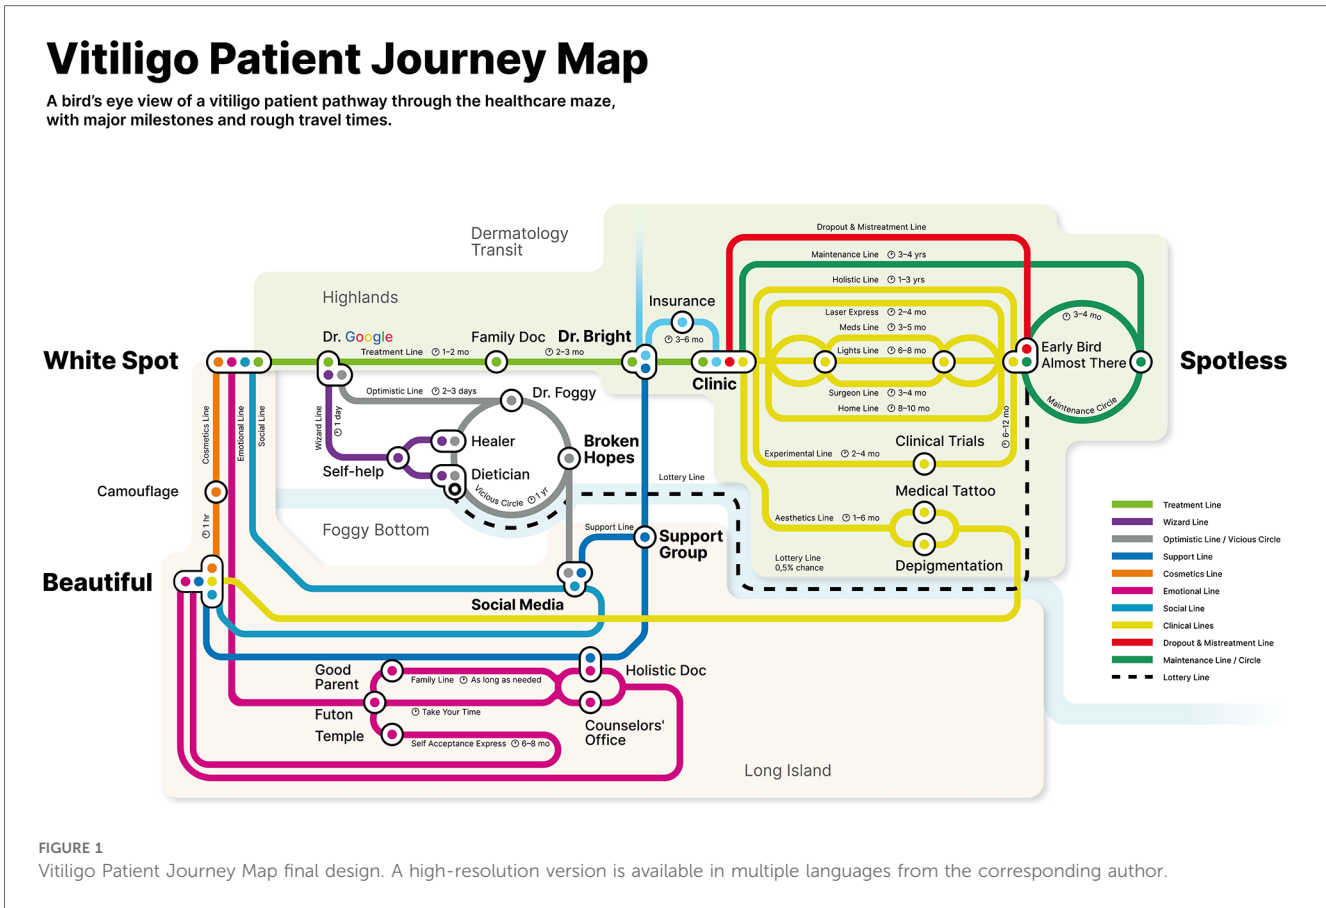 Vitiligo Patient Journey Map
A bird's eye view of a vitiligo patient pathway through the healthcare maze,
with major milestones and rough travel times.
Dermatology
Transit
Highlands
Dropout & Mistreatment Line
Maintenance Line 3–4 yrs
Holistic Line 1–3 yrs
Laser Express 2–4 mo
Meds Line 3–5 mo
Lights Line 6–8 mo
Surgeon Line 3–4 mo
Home Line 8–10 mo
Insurance
3–6 mo
Dr. Google
Treatment Line 1–2 mo
Family Doc
2–3 mo
Dr. Bright
White Spot
Clinic
3–4 mo
Early Bird
Almost There
Spotless
Maintenance Circle
6–12 mo
Optimistic Line 2–3 days
Dr. Foggy
Cosmetics Line
Emotional Line
Social Line
Wizard Line
1 day
Healer
Self-help
Dietician
Broken
Hopes
Vicious Circle 1 yr
Clinical Trials
Experimental Line 2–4 mo
Lottery Line
Camouflage
1 hr
Foggy Bottom
Medical Tattoo
Aesthetics Line 1–6 mo
Depigmentation
Lottery Line
0,5% chance
Support Line
Support
Group
Beautiful
Social Media
Good
Parent
Family Line As long as needed
Holistic Doc
Futon
Take Your Time
Temple
Self Acceptance Express 6–8 mo
Counselors'
Office
Long Island
Treatment Line
Wizard Line
Optimistic Line / Vicious Circle
Support Line
Cosmetics Line
Emotional Line
Social Line
Clinical Lines
Dropout & Mistreatment Line
Maintenance Line / Circle
Lottery Line
FIGURE 1
Vitiligo Patient Journey Map final design. A high-resolution version is available in multiple languages from the corresponding author.